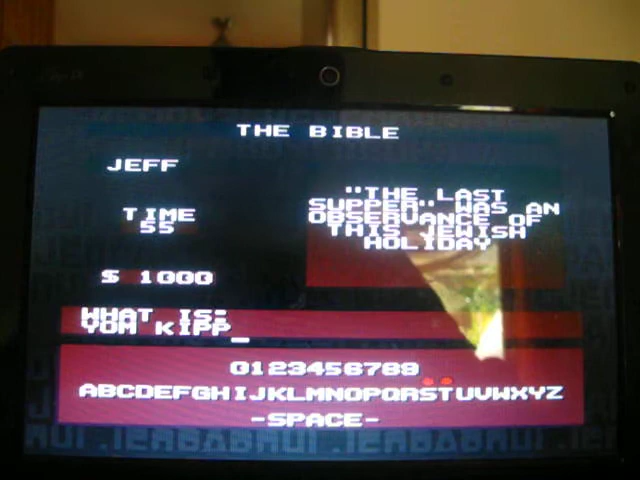 THE BIBLE
JEFF
TIME
55
$ 1000
"THE LAST
SUPPER" WAS AN
OBSERVANCE OF
THIS JEWISH
HOLIDAY
WHAT IS:
YOM KIPP_
0123456789
ABCDEFGHIJKLMNOPQRSTUVWXYZ
-SPACE-